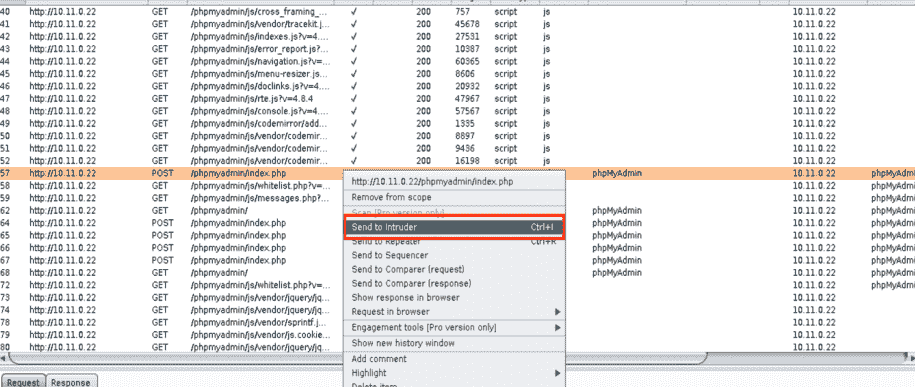 40 http://10.11.0.22 GET /phpmyadmin/js/cross_framing_... ✓ 200 757 script js 10.11.0.22
41 http://10.11.0.22 GET /phpmyadmin/js/vendor/tracekit.j... ✓ 200 45678 script js 10.11.0.22
42 http://10.11.0.22 GET /phpmyadmin/js/indexes.js?v=4.... ✓ 200 27531 script js 10.11.0.22
43 http://10.11.0.22 GET /phpmyadmin/js/error_report.js?... ✓ 200 10387 script js 10.11.0.22
44 http://10.11.0.22 GET /phpmyadmin/js/navigation.js?v=... ✓ 200 60365 script js 10.11.0.22
45 http://10.11.0.22 GET /phpmyadmin/js/menu-resizer.js... ✓ 200 8606 script js 10.11.0.22
46 http://10.11.0.22 GET /phpmyadmin/js/doclinks.js?v=... ✓ 200 20932 script js 10.11.0.22
47 http://10.11.0.22 GET /phpmyadmin/js/rte.js?v=4.8.4 ✓ 200 47967 script js 10.11.0.22
48 http://10.11.0.22 GET /phpmyadmin/js/console.js?v=4... ✓ 200 57567 script js 10.11.0.22
49 http://10.11.0.22 GET /phpmyadmin/js/codemirror/add... ✓ 200 1335 script js 10.11.0.22
50 http://10.11.0.22 GET /phpmyadmin/js/vendor/codemir... ✓ 200 8897 script js 10.11.0.22
51 http://10.11.0.22 GET /phpmyadmin/js/vendor/codemir... ✓ 200 9436 script js 10.11.0.22
52 http://10.11.0.22 GET /phpmyadmin/js/vendor/codemir... ✓ 200 16198 script js 10.11.0.22
57 http://10.11.0.22 POST /phpmyadmin/index.php phpMyAdmin 10.11.0.22 phpMyAdmin
58 http://10.11.0.22 GET /phpmyadmin/js/whitelist.php?v=... 10.11.0.22 phpMyAdmi
59 http://10.11.0.22 GET /phpmyadmin/js/messages.php?... 10.11.0.22 phpMyAdmi
62 http://10.11.0.22 GET /phpmyadmin/ phpMyAdmin 10.11.0.22
64 http://10.11.0.22 POST /phpmyadmin/index.php phpMyAdmin 10.11.0.22 phpMyAdmi
65 http://10.11.0.22 POST /phpmyadmin/index.php phpMyAdmin 10.11.0.22 phpMyAdmi
66 http://10.11.0.22 POST /phpmyadmin/index.php phpMyAdmin 10.11.0.22 phpMyAdmi
67 http://10.11.0.22 POST /phpmyadmin/index.php phpMyAdmin 10.11.0.22 phpMyAdmi
68 http://10.11.0.22 GET /phpmyadmin/ phpMyAdmin 10.11.0.22
72 http://10.11.0.22 GET /phpmyadmin/js/whitelist.php?v=... 10.11.0.22 phpMyAdmi
73 http://10.11.0.22 GET /phpmyadmin/js/vendor/jquery/jq... 10.11.0.22
74 http://10.11.0.22 GET /phpmyadmin/js/vendor/jquery/jq... 10.11.0.22
78 http://10.11.0.22 GET /phpmyadmin/js/vendor/sprintf.j... 10.11.0.22
79 http://10.11.0.22 GET /phpmyadmin/js/vendor/js.cookie... 10.11.0.22
80 http://10.11.0.22 GET /phpmyadmin/js/vendor/jquery/jq... 10.11.0.22
http://10.11.0.22/phpmyadmin/index.php
Remove from scope
Scan [Pro version only]
Send to Intruder Ctrl+I
Send to Repeater Ctrl+R
Send to Sequencer
Send to Comparer (request)
Send to Comparer (response)
Show response in browser
Request in browser
Engagement tools [Pro version only]
Show new history window
Add comment
Highlight
Delete item
Request Response